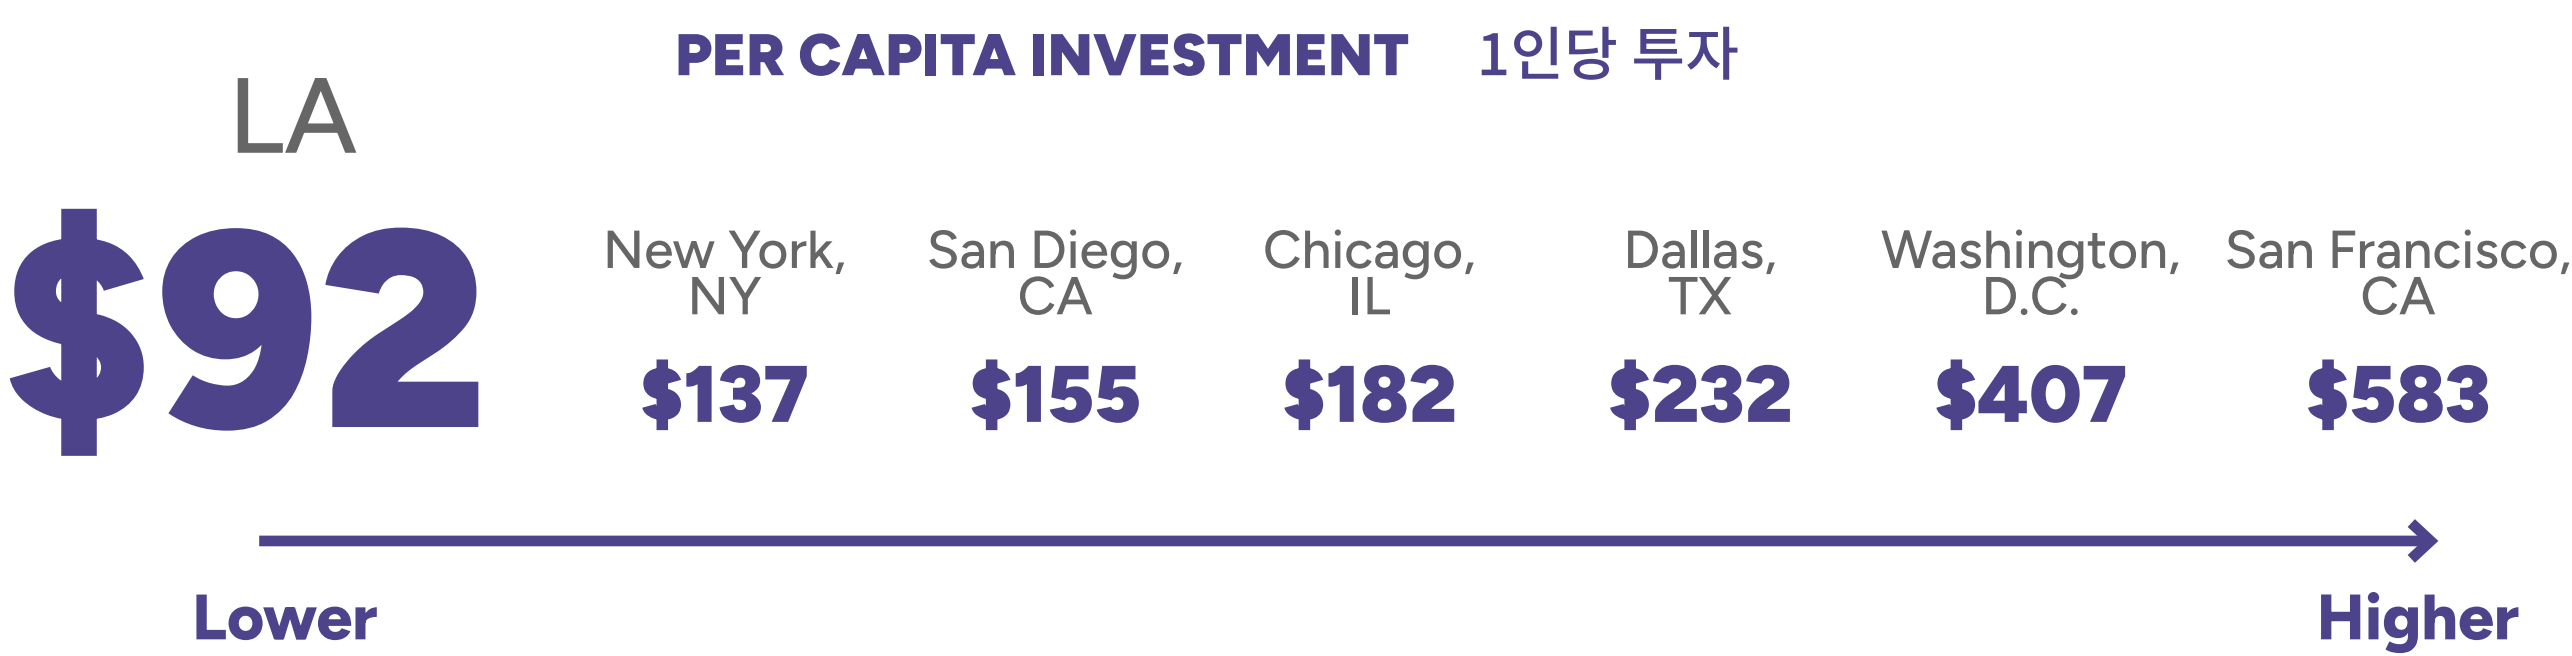 PER CAPITA INVESTMENT 1인당 투자
LA
$92
New York,
NY
$137
San Diego,
CA
$155
Chicago,
IL
$182
Dallas,
TX
$232
Washington,
D.C.
$407
San Francisco,
CA
$583
Lower
Higher